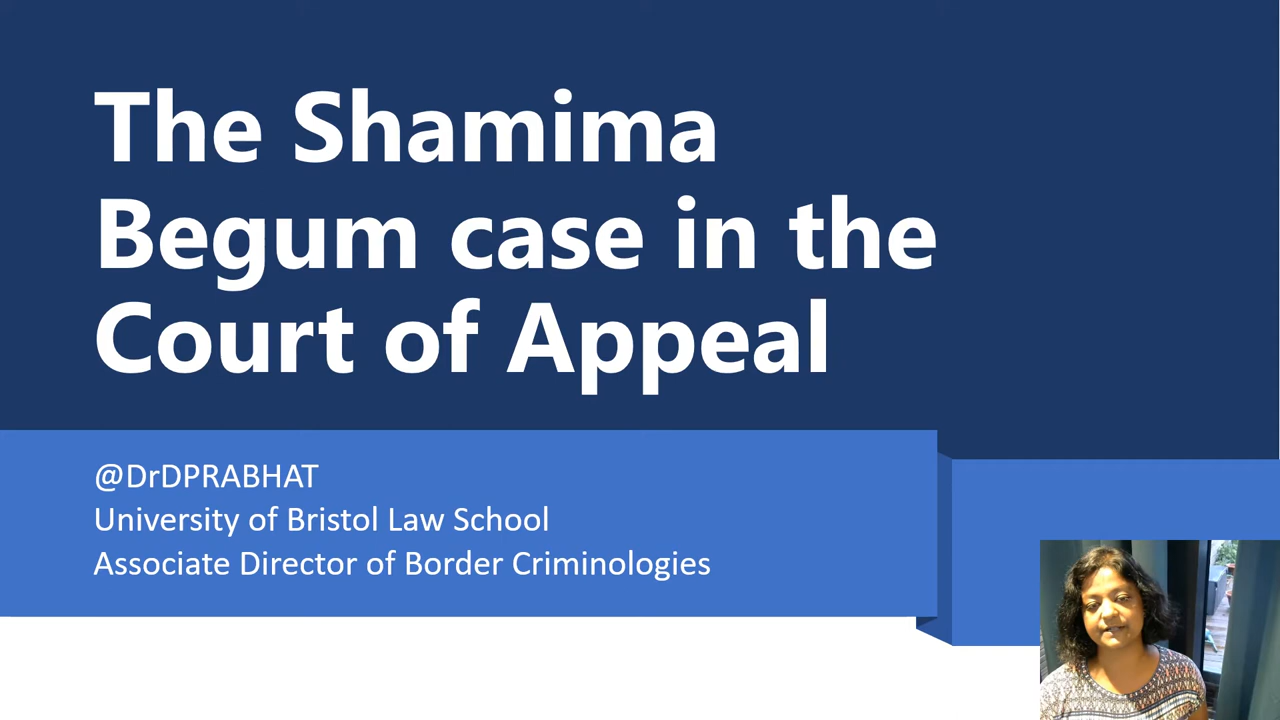 The Shamima
Begum case in the
Court of Appeal
@DrDPRABHAT
University of Bristol Law School
Associate Director of Border Criminologies